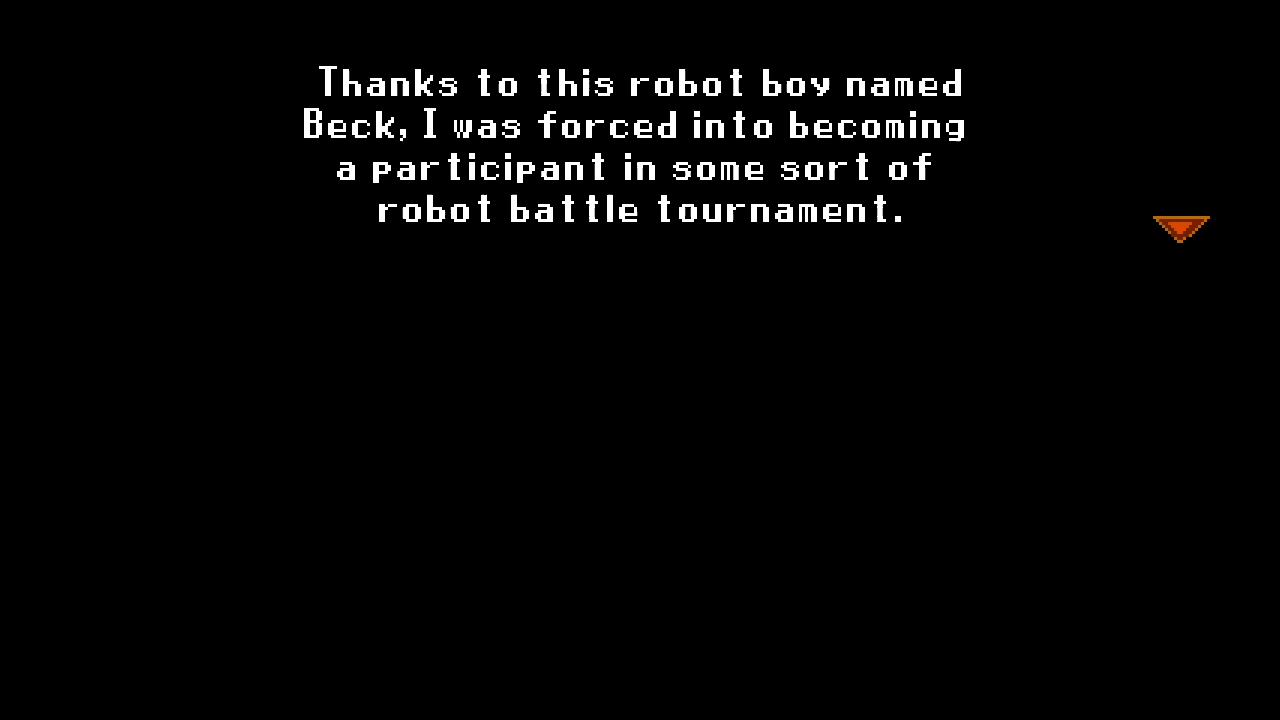 Thanks to this robot boy named
Beck, I was forced into becoming
a participant in some sort of
robot battle tournament.